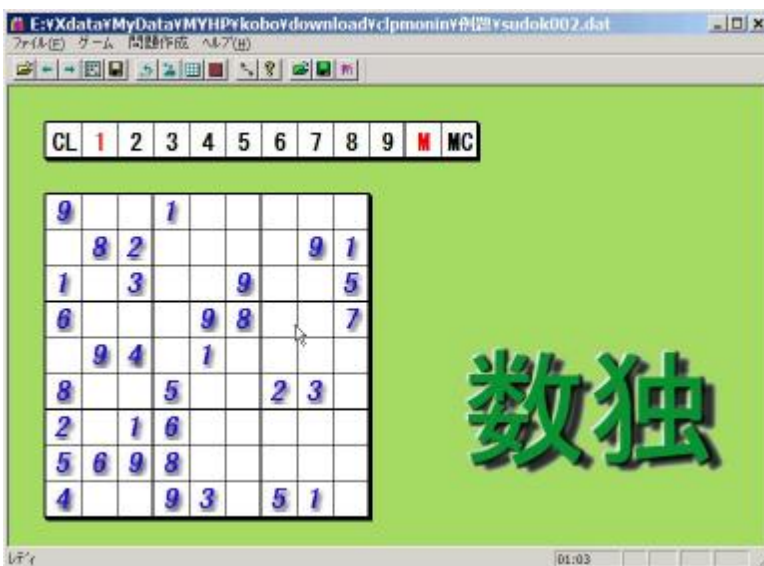 E:¥Xdata¥MyData¥MYHP¥kobo¥download¥clpmonin¥例題¥sudok002.dat
ファイル(F) ゲーム 問題作成 ヘルプ(H)
CL 1 2 3 4 5 6 7 8 9 M MC
9 1
8 2 9 1
1 3 9 5
6 9 8 7
9 4 1
8 5 2 3
2 1 6
5 6 9 8
4 9 3 5 1
数独
レディ 01:03